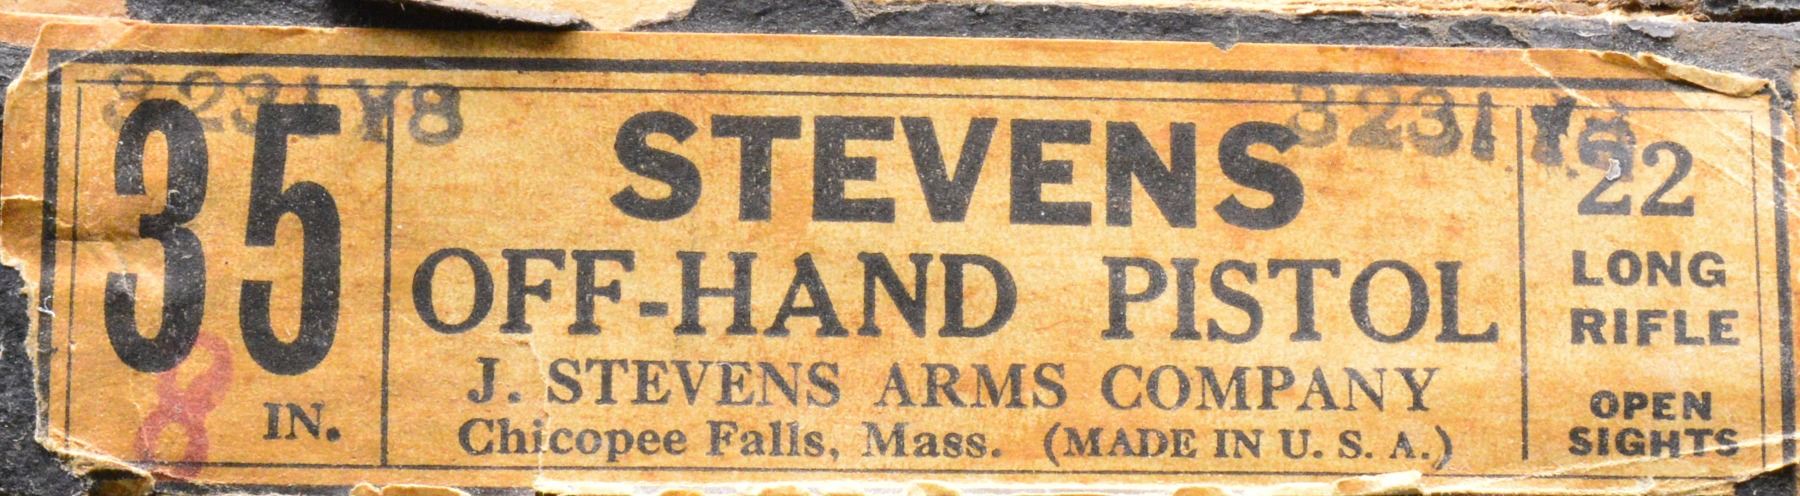 3231Y8
35
8
IN.
3231Y8
STEVENS
OFF-HAND PISTOL
J. STEVENS ARMS COMPANY
Chicopee Falls, Mass. (MADE IN U. S. A.)
22
LONG
RIFLE
OPEN
SIGHTS